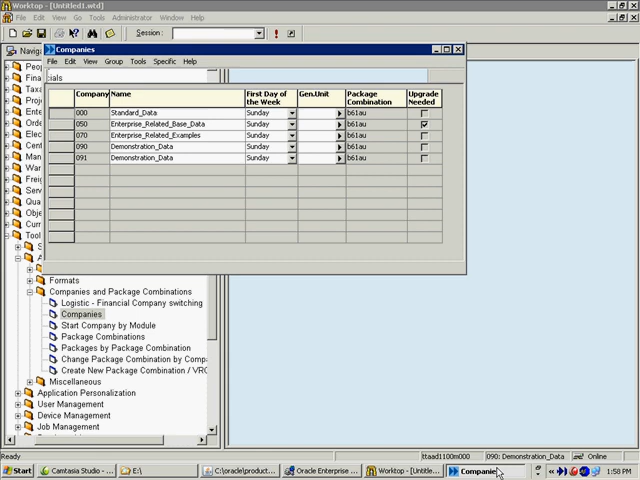 Worktop - [Untitled1.wtd]
File Edit View Go Tools Administrator Window Help
Session:
Companies
File Edit View Group Tools Specific Help
cials
Company Name First Day of the Week Gen.Unit Package Combination Upgrade Needed
000 Standard_Data Sunday b61au
050 Enterprise_Related_Base_Data Sunday b61au
070 Enterprise_Related_Examples Sunday b61au
090 Demonstration_Data Sunday b61au
091 Demonstration_Data Sunday b61au
Formats
Companies and Package Combinations
Logistic - Financial Company switching
Companies
Start Company by Module
Package Combinations
Packages by Package Combination
Change Package Combination by Compa
Create New Package Combination / VRC
Miscellaneous
Application Personalization
User Management
Device Management
Job Management
Ready ttaad1100m000 090: Demonstration_Data Online
Start Camtasia Studio - ... E:\ C:\oracle\product... Oracle Enterprise ... Worktop - [Untitle... Companies 1:58 PM